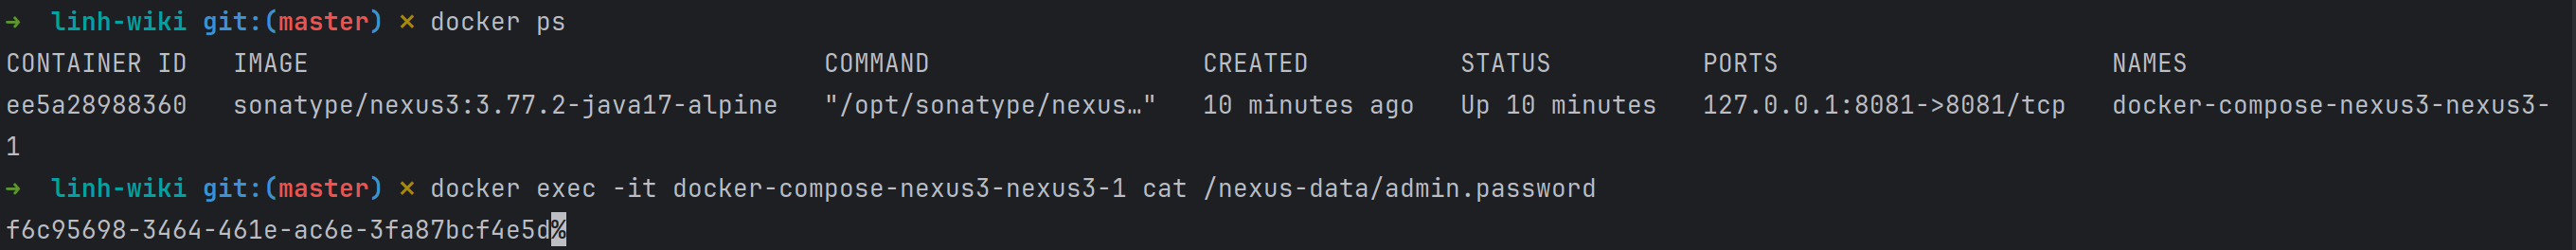 → linh-wiki git:(master) × docker ps
CONTAINER ID   IMAGE                                  COMMAND                  CREATED          STATUS          PORTS                      NAMES
ee5a28988360   sonatype/nexus3:3.77.2-java17-alpine   "/opt/sonatype/nexus…"   10 minutes ago   Up 10 minutes   127.0.0.1:8081->8081/tcp   docker-compose-nexus3-nexus3-
1
→ linh-wiki git:(master) × docker exec -it docker-compose-nexus3-nexus3-1 cat /nexus-data/admin.password
f6c95698-3464-461e-ac6e-3fa87bcf4e5d%